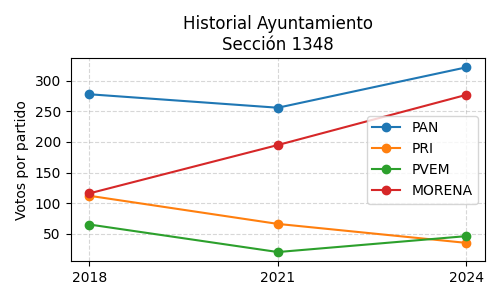 Historial Ayuntamiento
Sección 1348
Votos por partido
300
250
200
150
100
50
PAN
PRI
PVEM
MORENA
2018
2021
2024